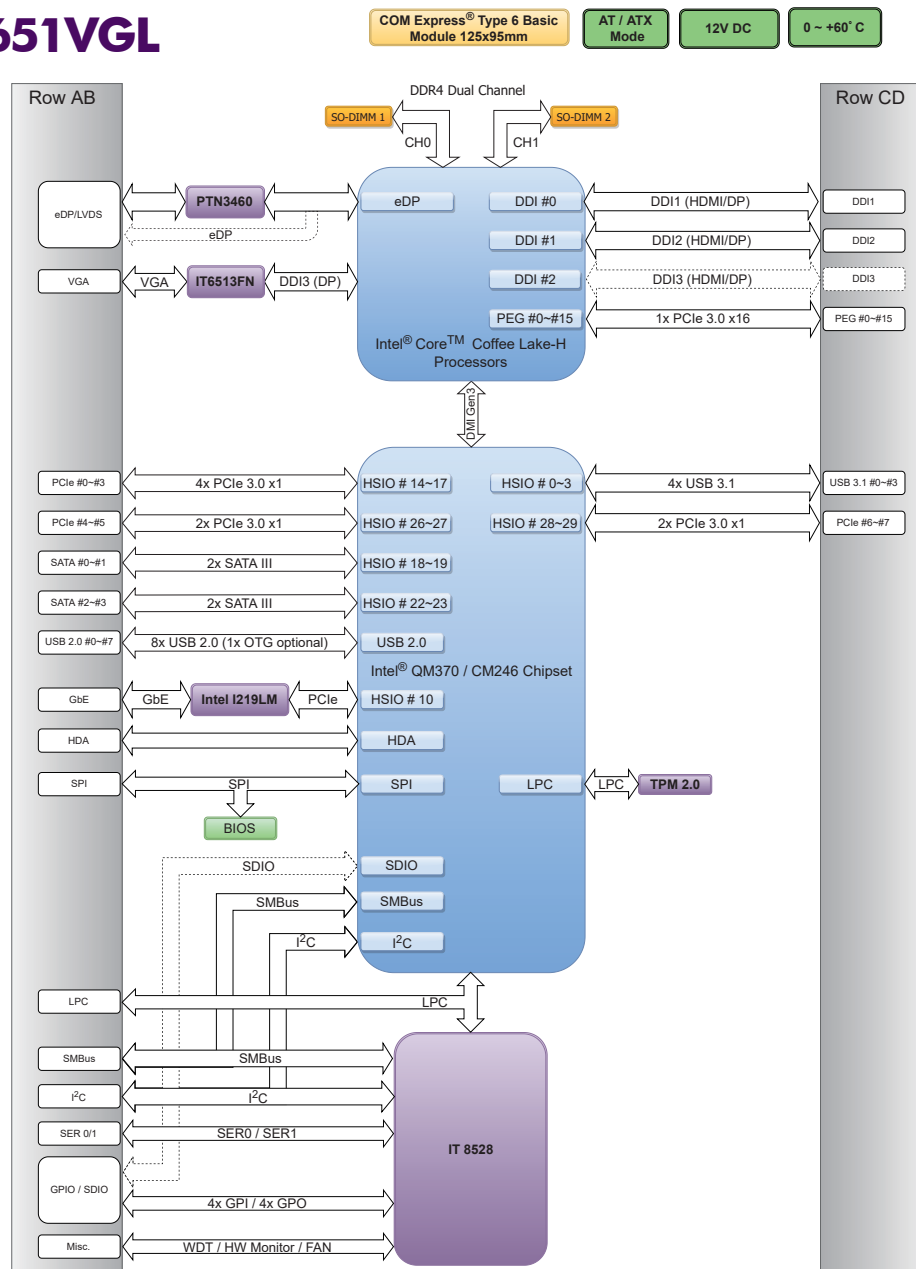 651VGL
COM Express® Type 6 Basic
Module 125x95mm
AT / ATX
Mode
12V DC
0 ~ +60° C
Row AB
DDR4 Dual Channel
Row CD
SO-DIMM 1
SO-DIMM 2
CH0
CH1
eDP/LVDS
PTN3460
eDP
eDP
DDI #0
DDI1 (HDMI/DP)
DDI1
DDI #1
DDI2 (HDMI/DP)
DDI2
VGA
VGA
IT6513FN
DDI3 (DP)
DDI #2
DDI3 (HDMI/DP)
DDI3
PEG #0~#15
1x PCIe 3.0 x16
PEG #0~#15
Intel® Core™ Coffee Lake-H
Processors
DMI Gen3
PCIe #0~#3
4x PCIe 3.0 x1
HSIO # 14~17
HSIO # 0~3
4x USB 3.1
USB 3.1 #0~#3
PCIe #4~#5
2x PCIe 3.0 x1
HSIO # 26~27
HSIO # 28~29
2x PCIe 3.0 x1
PCIe #6~#7
SATA #0~#1
2x SATA III
HSIO # 18~19
SATA #2~#3
2x SATA III
HSIO # 22~23
USB 2.0 #0~#7
8x USB 2.0 (1x OTG optional)
USB 2.0
Intel® QM370 / CM246 Chipset
GbE
GbE
Intel I219LM
PCIe
HSIO # 10
HDA
HDA
SPI
SPI
SPI
LPC
LPC
TPM 2.0
BIOS
SDIO
SDIO
SMBus
SMBus
I²C
I²C
LPC
LPC
SMBus
SMBus
I²C
I²C
SER 0/1
SER0 / SER1
IT 8528
GPIO / SDIO
4x GPI / 4x GPO
Misc.
WDT / HW Monitor / FAN